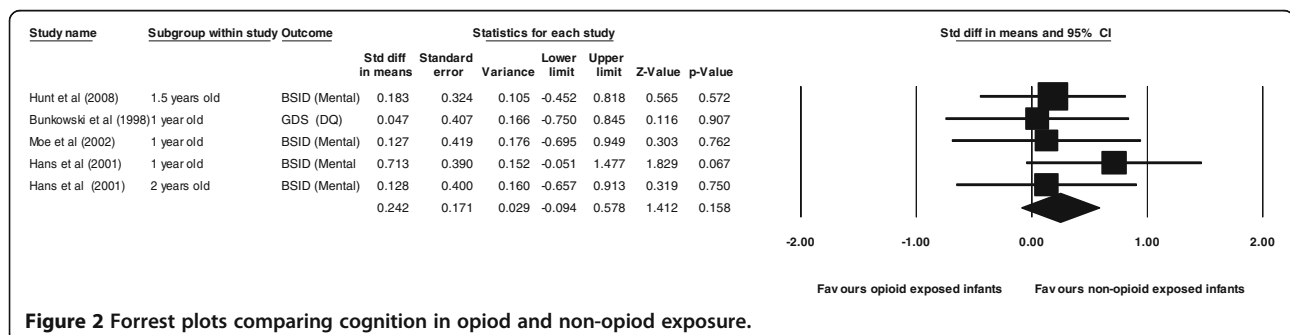 Study name Subgroup within study Outcome Statistics for each study Std diff in means and 95% CI
Std diff in means Standard error Variance Lower limit Upper limit Z-Value p-Value
Hunt et al (2008) 1.5 years old BSID (Mental) 0.183 0.324 0.105 -0.452 0.818 0.565 0.572
Bunkowski et al (1998) 1 year old GDS (DQ) 0.047 0.407 0.166 -0.750 0.845 0.116 0.907
Moe et al (2002) 1 year old BSID (Mental) 0.127 0.419 0.176 -0.695 0.949 0.303 0.762
Hans et al (2001) 1 year old BSID (Mental 0.713 0.390 0.152 -0.051 1.477 1.829 0.067
Hans et al (2001) 2 years old BSID (Mental) 0.128 0.400 0.160 -0.657 0.913 0.319 0.750
0.242 0.171 0.029 -0.094 0.578 1.412 0.158
-2.00 -1.00 0.00 1.00 2.00
Favours opioid exposed infants Favours non-opioid exposed infants
Figure 2 Forrest plots comparing cognition in opiod and non-opiod exposure.